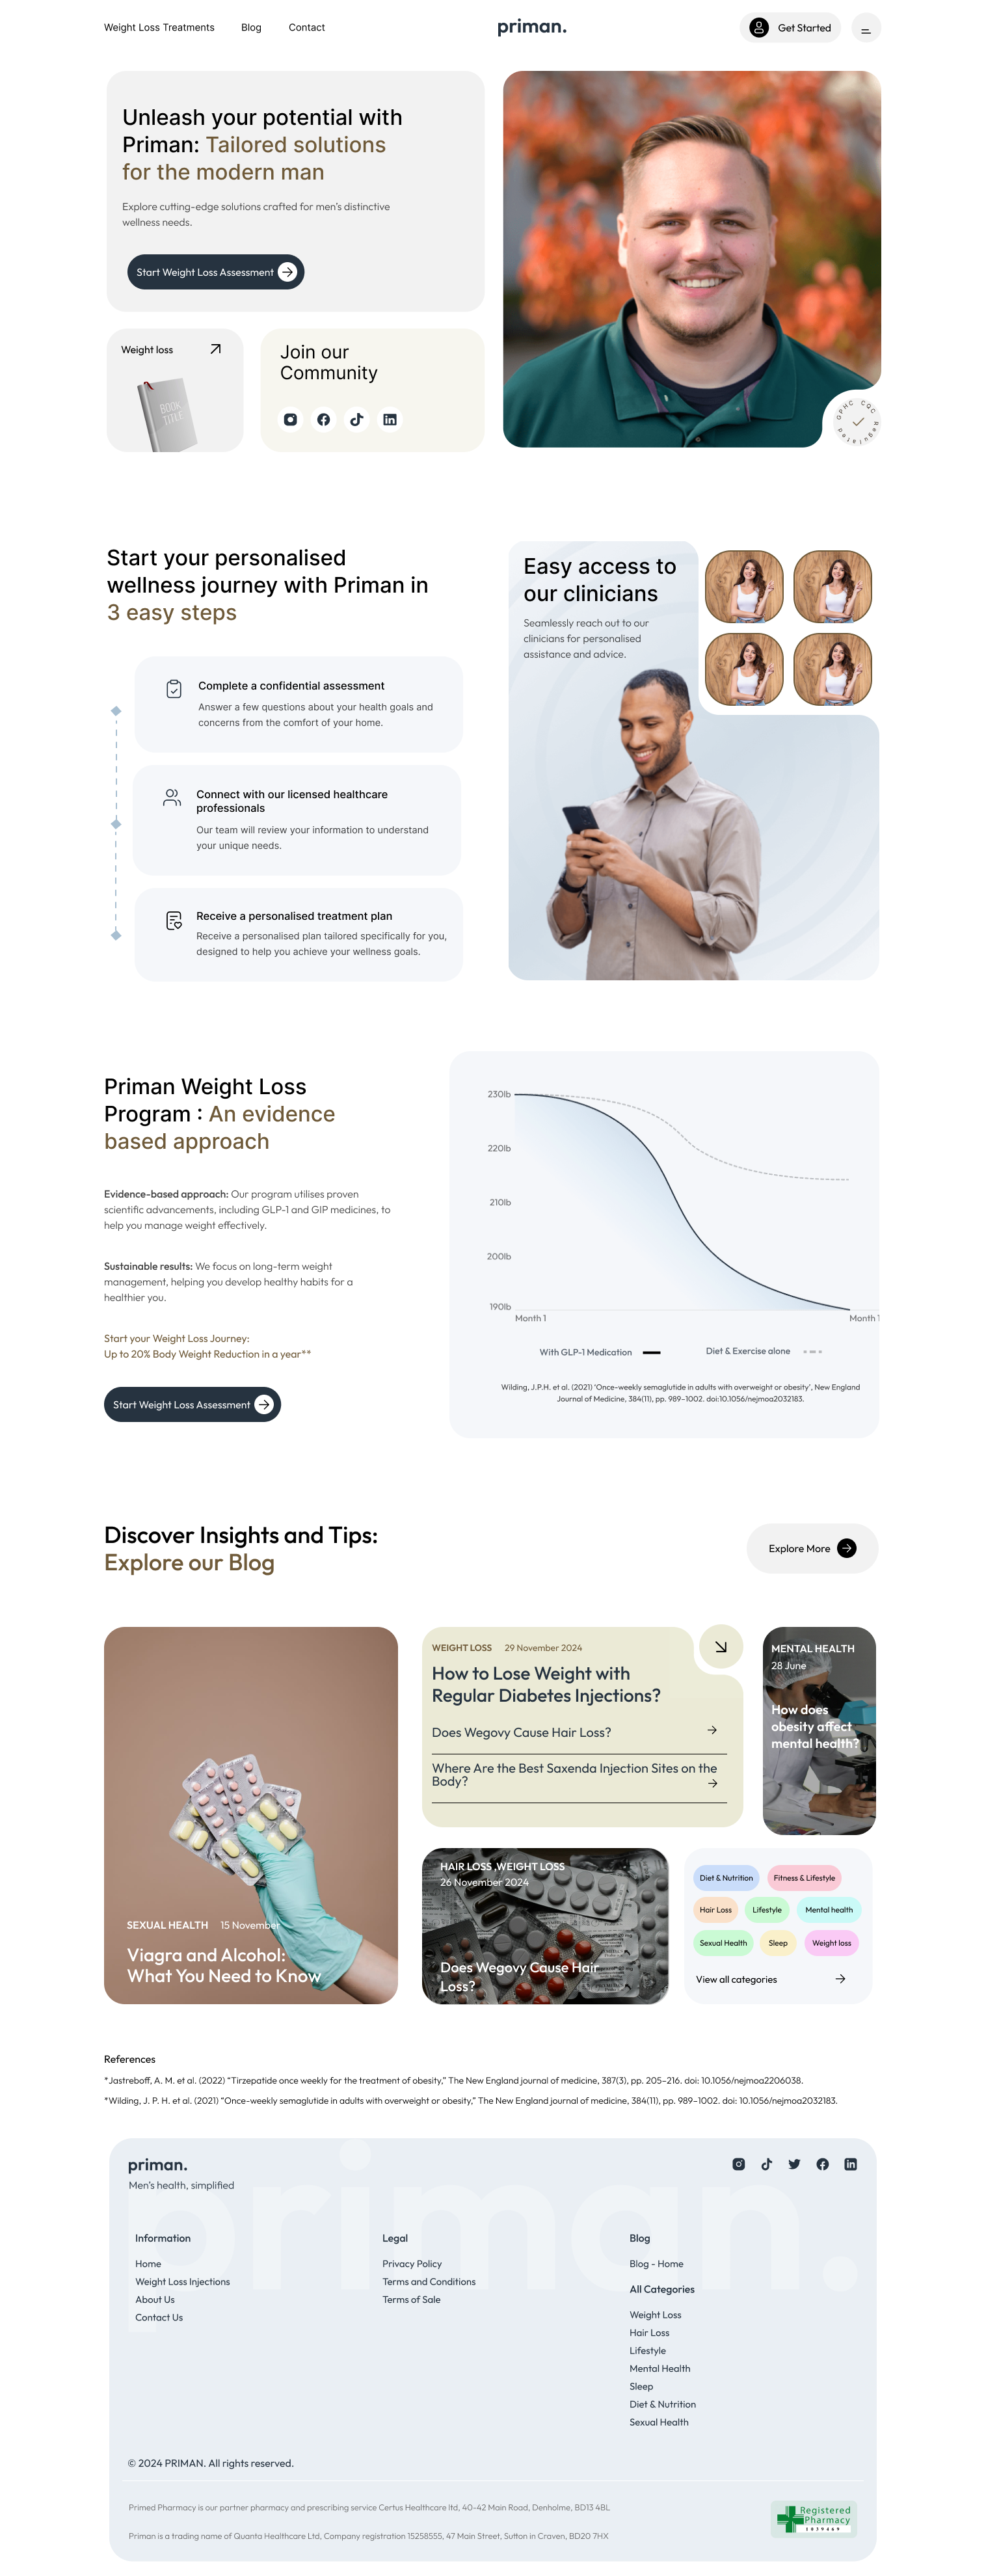 Weight Loss Treatments
Blog
Contact
priman.
Get Started
Unleash your potential with
Priman: Tailored solutions
for the modern man
Explore cutting-edge solutions crafted for men's distinctive
wellness needs.
Start Weight Loss Assessment
Weight loss
BOOK
TITLE
Join our
Community
GPHC CQC Regulated
Start your personalised
wellness journey with Priman in
3 easy steps
Complete a confidential assessment
Answer a few questions about your health goals and
concerns from the comfort of your home.
Connect with our licensed healthcare
professionals
Our team will review your information to understand
your unique needs.
Receive a personalised treatment plan
Receive a personalised plan tailored specifically for you,
designed to help you achieve your wellness goals.
Easy access to
our clinicians
Seamlessly reach out to our
clinicians for personalised
assistance and advice.
Priman Weight Loss
Program : An evidence
based approach
Evidence-based approach: Our program utilises proven
scientific advancements, including GLP-1 and GIP medicines, to
help you manage weight effectively.
Sustainable results: We focus on long-term weight
management, helping you develop healthy habits for a
healthier you.
Start your Weight Loss Journey:
Up to 20% Body Weight Reduction in a year**
Start Weight Loss Assessment
230lb
220lb
210lb
200lb
190lb
Month 1
Month 1
With GLP-1 Medication
Diet & Exercise alone
Wilding, J.P.H. et al. (2021) 'Once-weekly semaglutide in adults with overweight or obesity', New England
Journal of Medicine, 384(11), pp. 989–1002. doi:10.1056/nejmoa2032183.
Discover Insights and Tips:
Explore our Blog
Explore More
SEXUAL HEALTH 15 November
Viagra and Alcohol:
What You Need to Know
WEIGHT LOSS 29 November 2024
How to Lose Weight with
Regular Diabetes Injections?
Does Wegovy Cause Hair Loss?
Where Are the Best Saxenda Injection Sites on the
Body?
MENTAL HEALTH
28 June
How does
obesity affect
mental health?
HAIR LOSS ,WEIGHT LOSS
26 November 2024
Does Wegovy Cause Hair
Loss?
Diet & Nutrition
Fitness & Lifestyle
Hair Loss
Lifestyle
Mental health
Sexual Health
Sleep
Weight loss
View all categories
References
*Jastreboff, A. M. et al. (2022) "Tirzepatide once weekly for the treatment of obesity," The New England journal of medicine, 387(3), pp. 205–216. doi: 10.1056/nejmoa2206038.
*Wilding, J. P. H. et al. (2021) "Once-weekly semaglutide in adults with overweight or obesity," The New England journal of medicine, 384(11), pp. 989–1002. doi: 10.1056/nejmoa2032183.
priman.
Men's health, simplified
priman.
Information
Home
Weight Loss Injections
About Us
Contact Us
Legal
Privacy Policy
Terms and Conditions
Terms of Sale
Blog
Blog - Home
All Categories
Weight Loss
Hair Loss
Lifestyle
Mental Health
Sleep
Diet & Nutrition
Sexual Health
© 2024 PRIMAN. All rights reserved.
Primed Pharmacy is our partner pharmacy and prescribing service Certus Healthcare ltd, 40-42 Main Road, Denholme, BD13 4BL
Priman is a trading name of Quanta Healthcare Ltd, Company registration 15258555, 47 Main Street, Sutton in Craven, BD20 7HX
Registered
Pharmacy
1039469